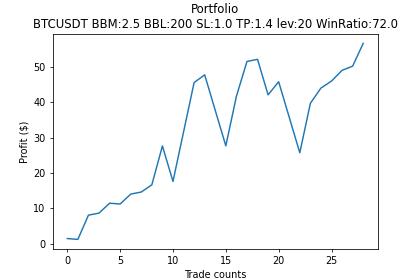 Portfolio
BTCUSDT BBM:2.5 BBL:200 SL:1.0 TP:1.4 lev:20 WinRatio:72.0
50
40
30
20
10
0
Profit ($)
0 5 10 15 20 25
Trade counts